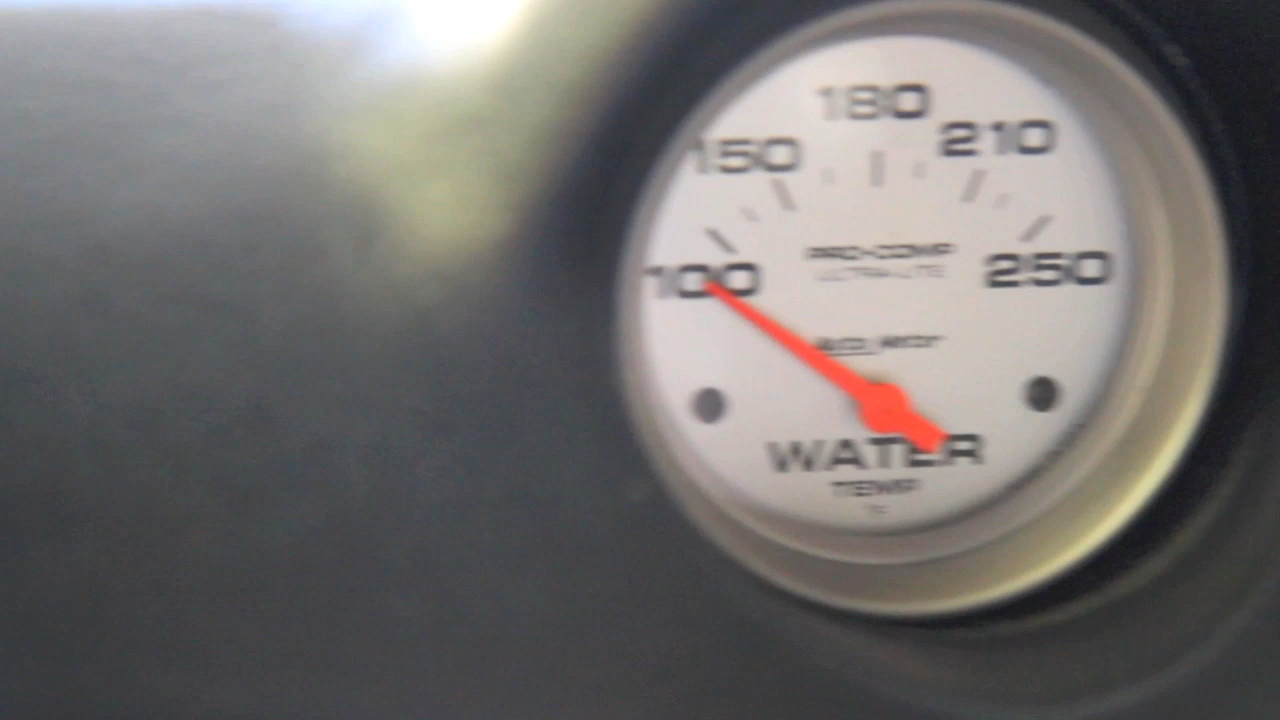 180
150 210
100 250
PRO-COMP
ULTRA-LITE
WATER
TEMP
°F